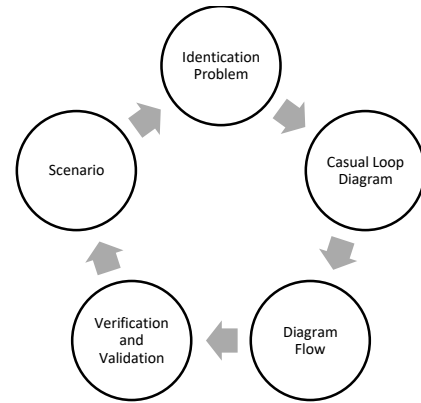 Identication
Problem
Casual Loop
Diagram
Diagram
Flow
Verification
and
Validation
Scenario